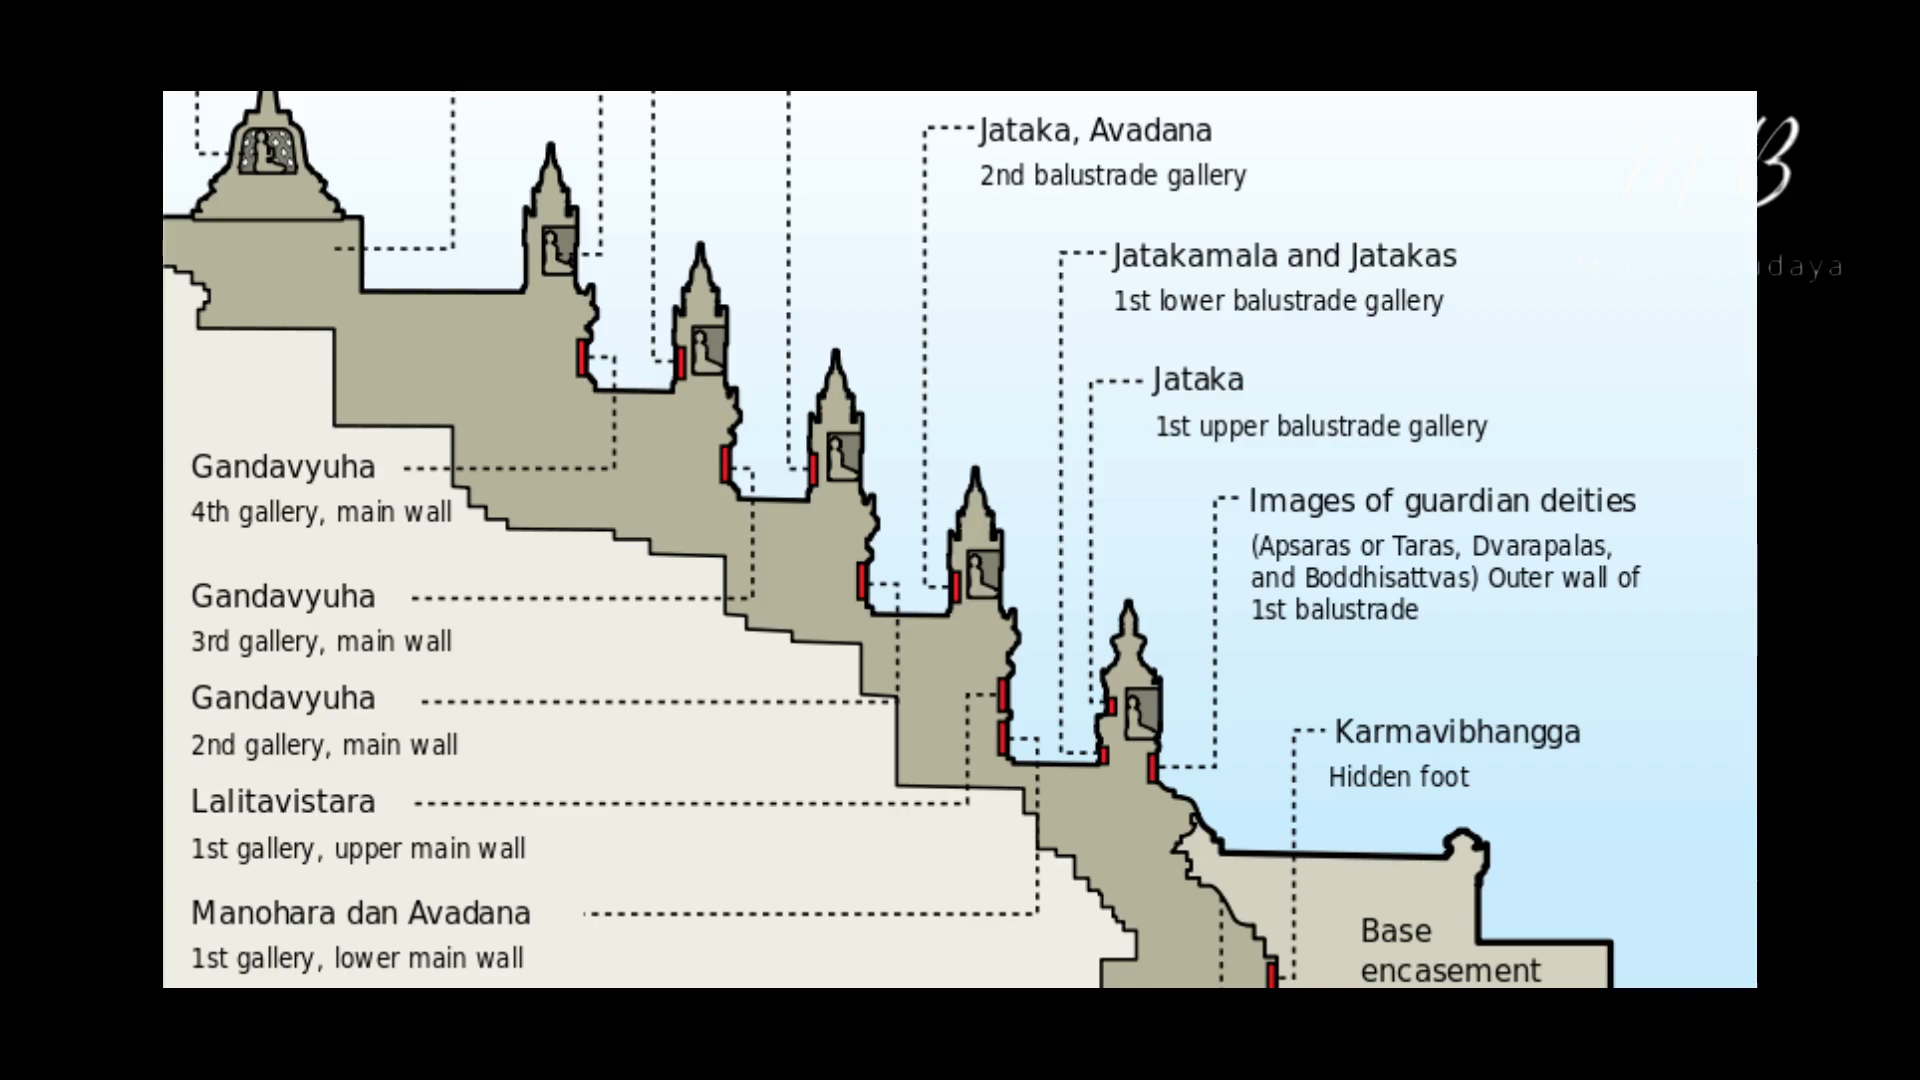 Jataka, Avadana
2nd balustrade gallery
Jatakamala and Jatakas
1st lower balustrade gallery
Jataka
1st upper balustrade gallery
Images of guardian deities
(Apsaras or Taras, Dvarapalas,
and Boddhisattvas) Outer wall of
1st balustrade
Karmavibhangga
Hidden foot
Base
encasement
Gandavyuha
4th gallery, main wall
Gandavyuha
3rd gallery, main wall
Gandavyuha
2nd gallery, main wall
Lalitavistara
1st gallery, upper main wall
Manohara dan Avadana
1st gallery, lower main wall